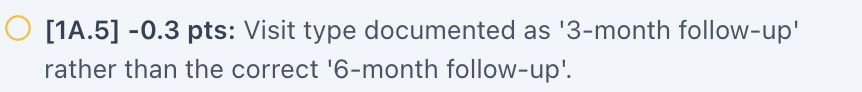 [1A.5] -0.3 pts: Visit type documented as '3-month follow-up'
rather than the correct '6-month follow-up'.